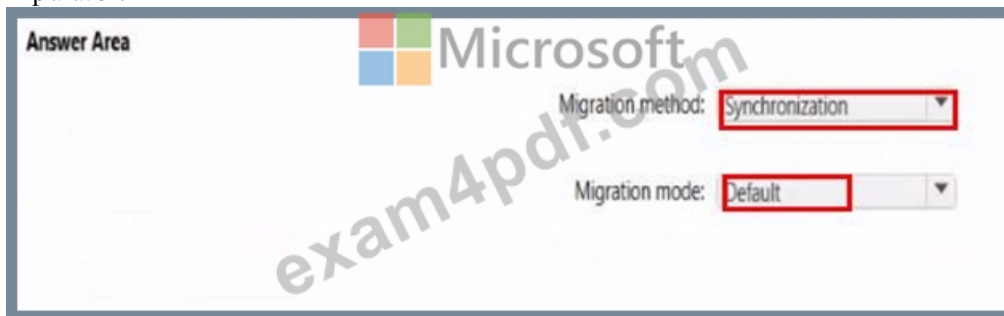 Answer Area
Microsoft
Migration method: Synchronization
Migration mode: Default
exam4pdf.com